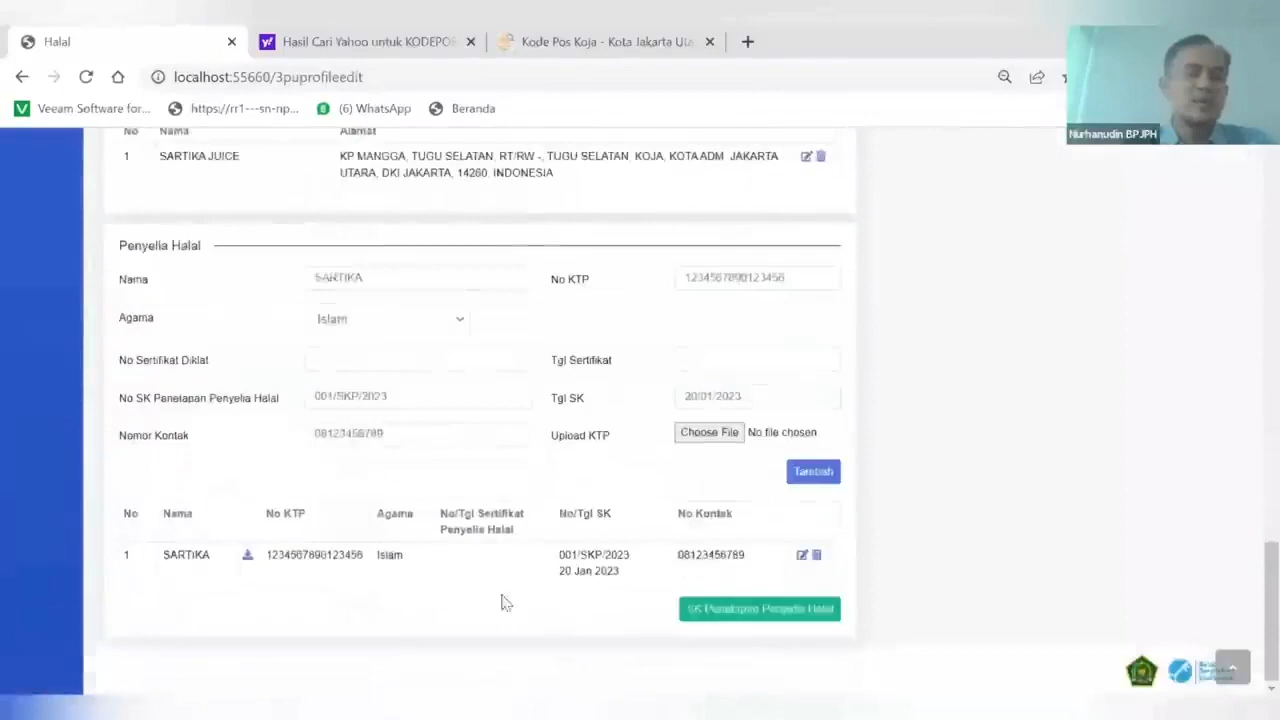 Halal
Hasil Cari Yahoo untuk KODEPOS
Kode Pos Koja - Kota Jakarta Uta
localhost:55660/3puprofileedit
Veeam Software for...
https://rr1---sn-np...
(6) WhatsApp
Beranda
Nurhanudin BPJPH
No Nama Alamat
1 SARTIKA JUICE KP MANGGA, TUGU SELATAN, RT/RW -, TUGU SELATAN, KOJA, KOTA ADM. JAKARTA
UTARA, DKI JAKARTA, 14260, INDONESIA
Penyelia Halal
Nama SARTIKA No KTP 1234567890123456
Agama Islam
No Sertifikat Diklat Tgl Sertifikat
No SK Penetapan Penyelia Halal 001/SKP/2023 Tgl SK 20/01/2023
Nomor Kontak 08123456789 Upload KTP Choose File No file chosen
Tambah
No Nama No KTP Agama No/Tgl Sertifikat No/Tgl SK No Kontak
Penyelia Halal
1 SARTIKA 1234567890123456 Islam 001/SKP/2023 08123456789
20 Jan 2023
SK Penetapan Penyelia Halal